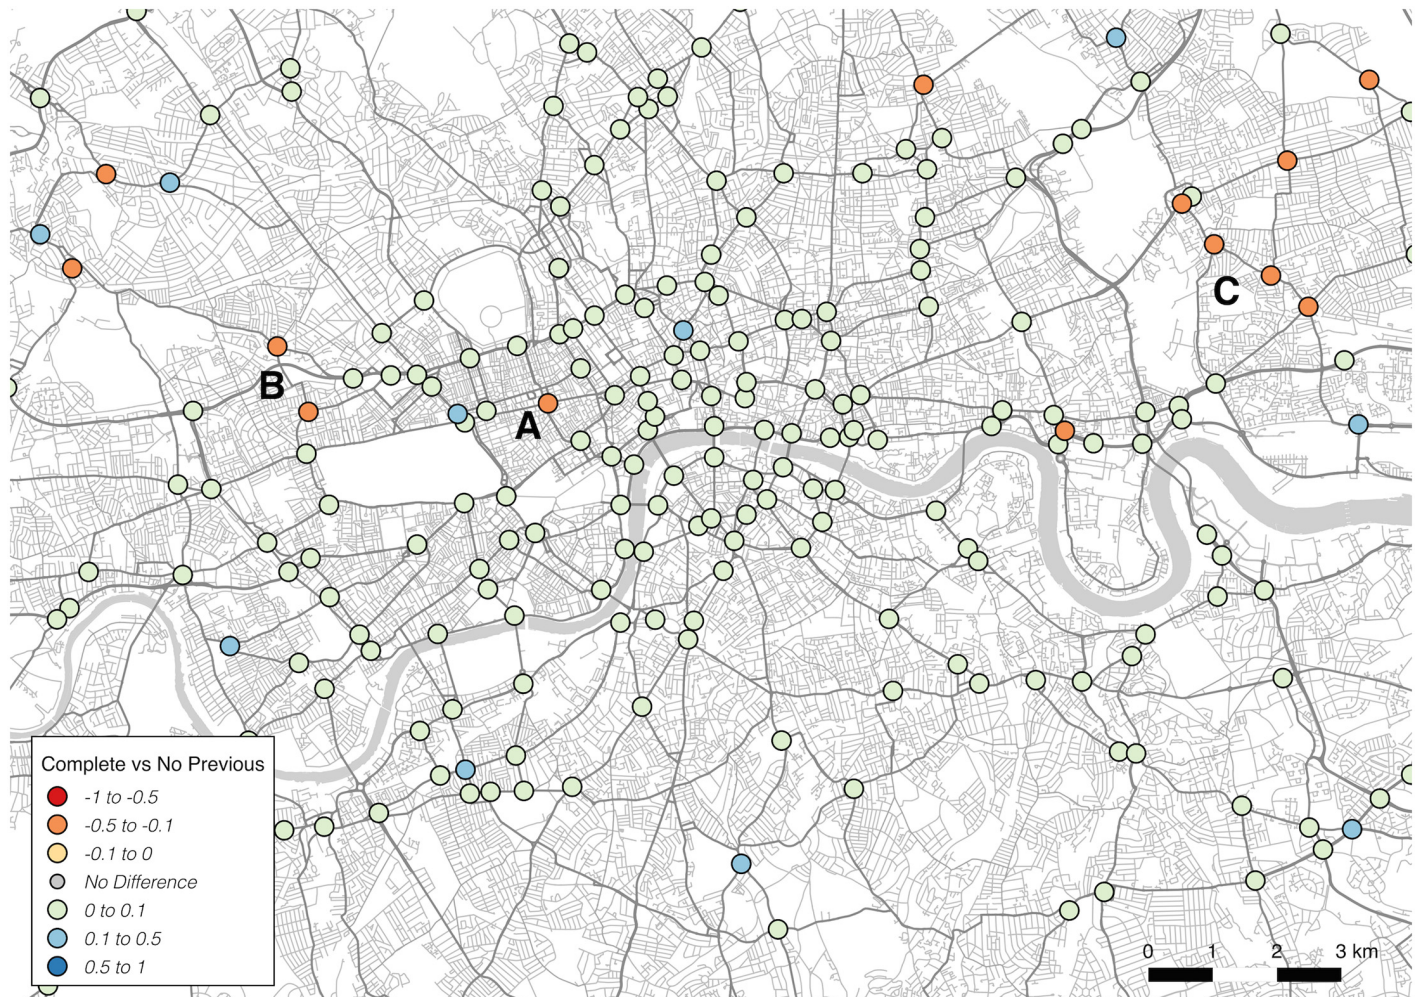 C
B
A
Complete vs No Previous
-1 to -0.5
-0.5 to -0.1
-0.1 to 0
No Difference
0 to 0.1
0.1 to 0.5
0.5 to 1
0 1 2 3 km